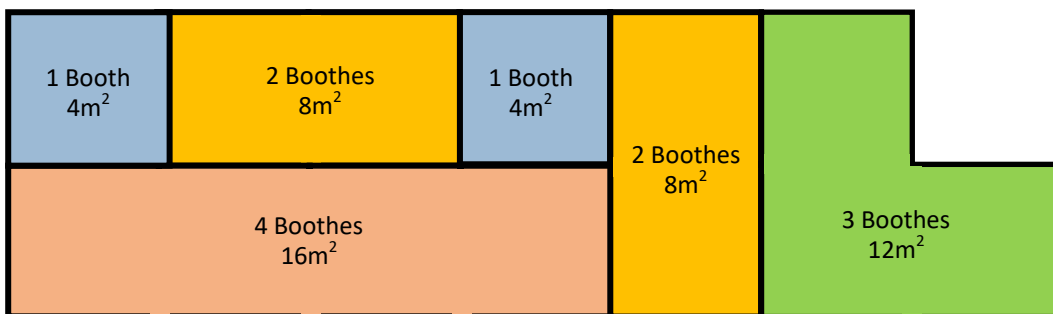 1 Booth
4m²
2 Boothes
8m²
1 Booth
4m²
2 Boothes
8m²
3 Boothes
12m²
4 Boothes
16m²